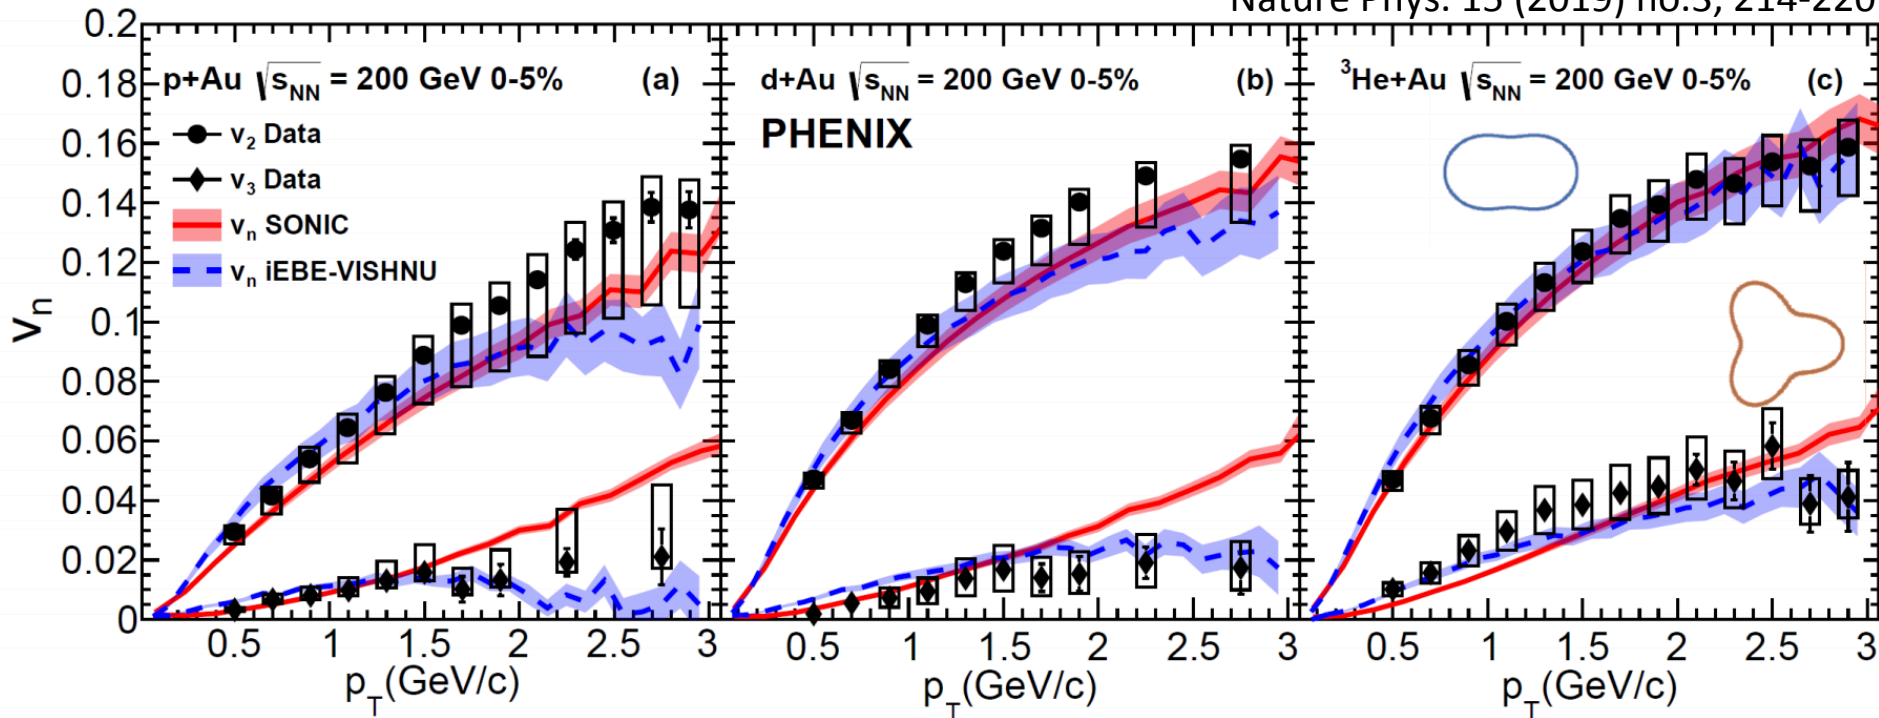 Nature Phys. 15 (2019) no.3, 214-220
p+Au √sNN = 200 GeV 0-5% (a)
v2 Data
v3 Data
vn SONIC
vn iEBE-VISHNU
d+Au √sNN = 200 GeV 0-5% (b)
PHENIX
3He+Au √sNN = 200 GeV 0-5% (c)
vn
0.2
0.18
0.16
0.14
0.12
0.1
0.08
0.06
0.04
0.02
0
0.5 1 1.5 2 2.5 3
0.5 1 1.5 2 2.5 3
0.5 1 1.5 2 2.5 3
pT(GeV/c)
pT(GeV/c)
pT(GeV/c)